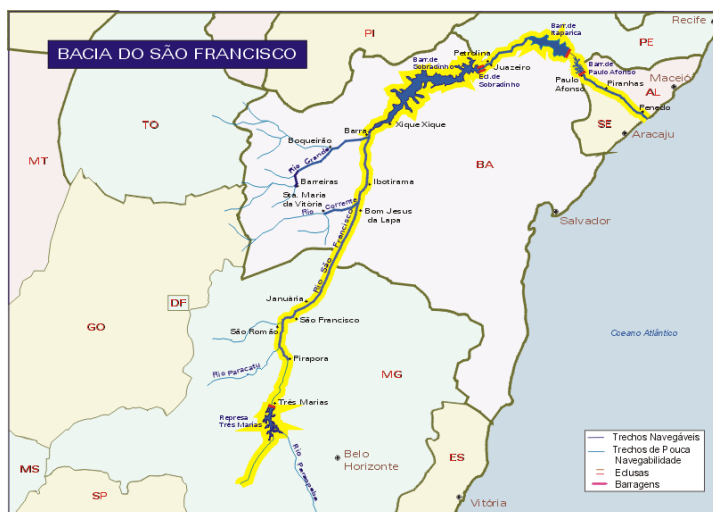 BACIA DO SÃO FRANCISCO
PI
Recife
PE
Barr. de
Itaparica
Petrolina
Barr. de
Sobradinho
Juazeiro
Ecl. de
Sobradinho
Barr. de
Paulo Afonso
Paulo
Afonso
Piranhas
Maceió
AL
Penedo
SE
Aracaju
TO
MT
Boqueirão
Barra
Xique Xique
Rio Grande
BA
Barreiras
Ibotirama
Sta. Maria
da Vitória
Rio Corrente
Bom Jesus
da Lapa
Salvador
Rio São Francisco
Januária
DF
GO
São Francisco
São Romão
Oceano Atlântico
Pirapora
Rio Paracatu
MG
Três Marias
Represa
Três Marias
Rio Paraopeba
Belo
Horizonte
ES
MS
SP
Vitória
Trechos Navegáveis
Trechos de Pouca
Navegabilidade
Eclusas
Barragens